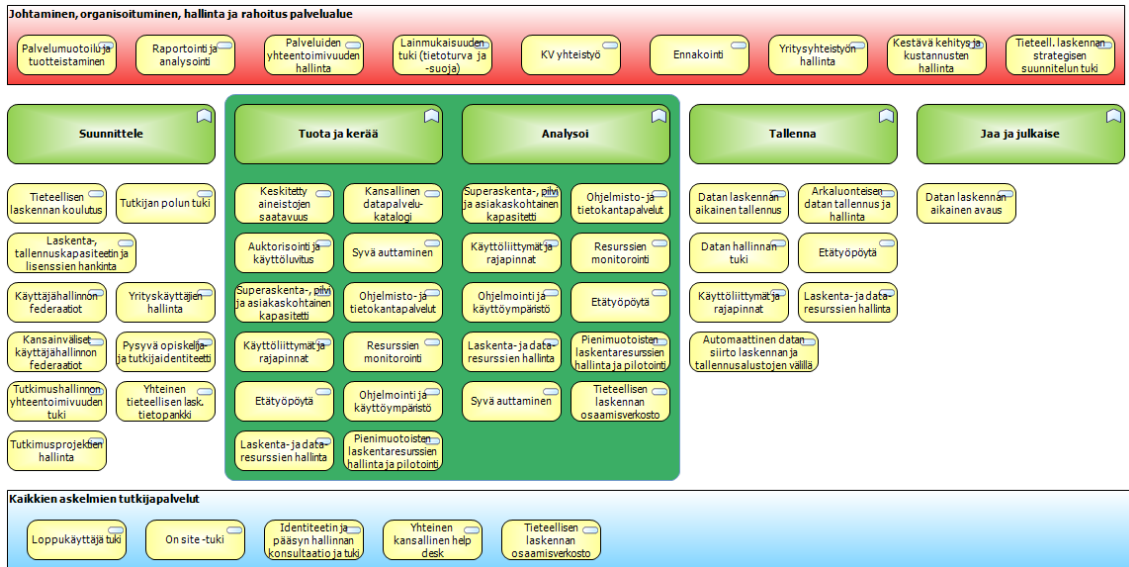 Johtaminen, organisoituminen, hallinta ja rahoitus palvelualue
Palvelumuotoilu ja
tuotteistaminen
Raportointi ja
analysointi
Palveluiden
yhteentoimivuuden
hallinta
Lainmukaisuuden
tuki (tietoturva ja
-suoja)
KV yhteistyö
Ennakointi
Yritysyhteistyön
hallinta
Kestävä kehitys ja
kustannusten
hallinta
Tieteell. laskennan
strategisen
suunnitelun tuki
Suunnittele
Tuota ja kerää
Analysoi
Tallenna
Jaa ja julkaise
Tieteellisen
laskennan koulutus
Tutkijan polun tuki
Laskenta-,
tallennuskapasiteetin ja
lisenssien hankinta
Käyttäjähallinnon
federaatiot
Yrityskäyttäjien
hallinta
Kansainväliset
käyttäjähallinnon
federaatiot
Pysyvä opiskelija-
ja tutkijaidentiteetti
Tutkimushallinnon
yhteentoimivuuden
tuki
Yhteinen
tieteellisen lask.
tietopankki
Tutkimusprojektien
hallinta
Keskitetty
aineistojen
saatavuus
Kansallinen
datapalvelu-
katalogi
Auktorisointi ja
käyttöluvitus
Syvä auttaminen
Superaskenta-, pilvi
ja asiakaskohtainen
kapasitetti
Ohjelmisto- ja
tietokantapalvelut
Käyttöliittymät ja
rajapinnat
Resurssien
monitorointi
Etätyöpöytä
Ohjelmointi ja
käyttöympäristö
Laskenta- ja data-
resurssien hallinta
Pienimuotoisten
laskentaresurssien
hallinta ja pilotointi
Superaskenta-, pilvi
ja asiakaskohtainen
kapasitetti
Ohjelmisto- ja
tietokantapalvelut
Käyttöliittymät ja
rajapinnat
Resurssien
monitorointi
Ohjelmointi ja
käyttöympäristö
Etätyöpöytä
Laskenta- ja data-
resurssien hallinta
Pienimuotoisten
laskentaresurssien
hallinta ja pilotointi
Syvä auttaminen
Tieteellisen
laskennan
osaamisverkosto
Datan laskennan
aikainen tallennus
Arkaluonteisen
datan tallennus ja
hallinta
Datan hallinnan
tuki
Etätyöpöytä
Käyttöliittymät ja
rajapinnat
Laskenta- ja data-
resurssien hallinta
Automaattinen datan
siirto laskennan ja
tallennusalustojen välillä
Datan laskennan
aikainen avaus
Kaikkien askelmien tutkijapalvelut
Loppukäyttäjä tuki
On site -tuki
Identiteetin ja
pääsyn hallinnan
konsultaatio ja tuki
Yhteinen
kansallinen help
desk
Tieteellisen
laskennan
osaamisverkosto